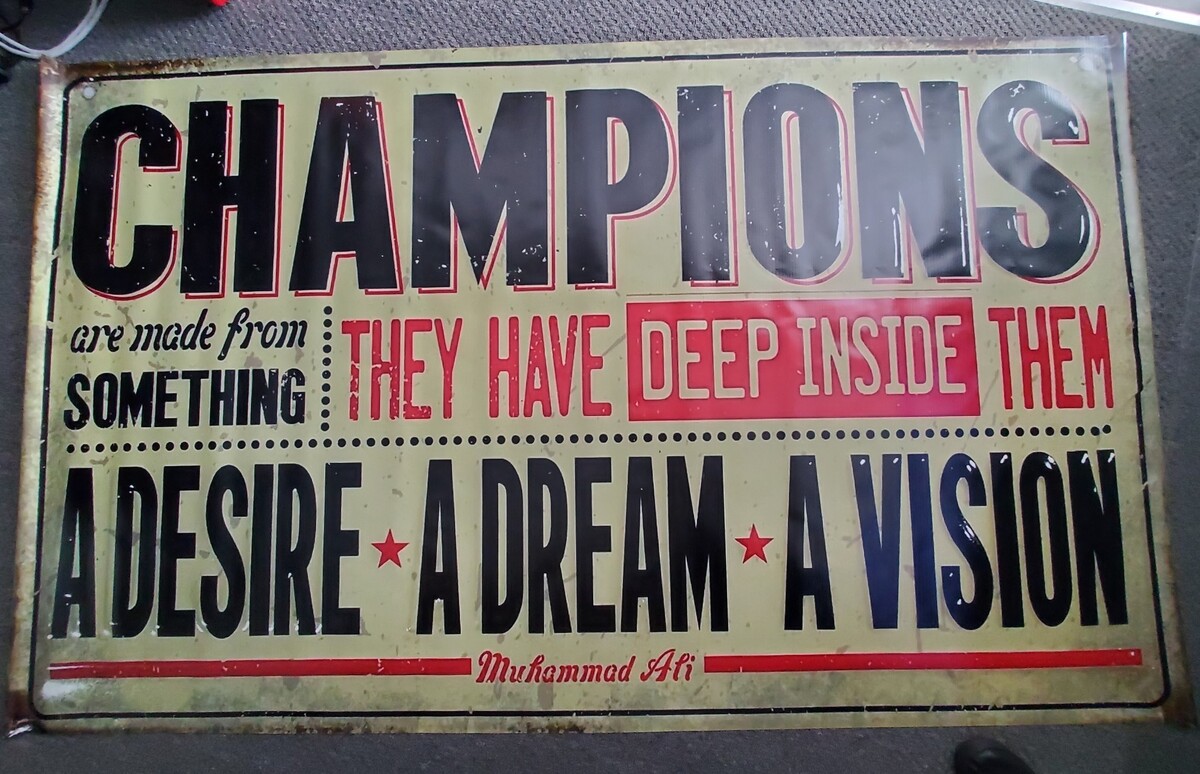 CHAMPIONS
are made from
SOMETHING
THEY HAVE DEEP INSIDE THEM
A DESIRE ★ A DREAM ★ A VISION
Muhammad Ali